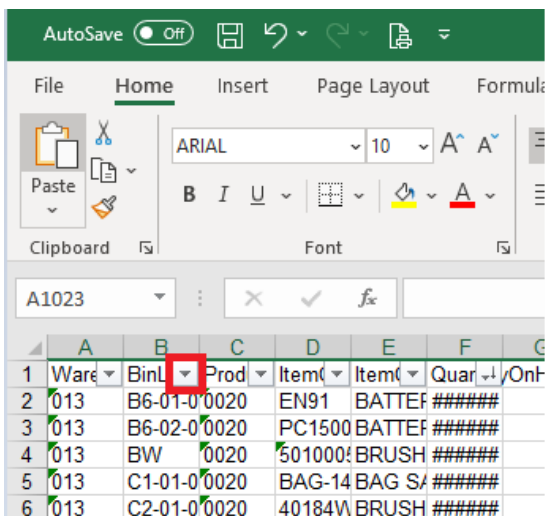 AutoSave Off
File Home Insert Page Layout Formula
Paste
ARIAL 10 A A
B I U A
Clipboard Font
A1023 fx
A B C D E F G
1 Ware BinL Prod Item( Item( Quar yOnH
2 013 B6-01-0 0020 EN91 BATTEF ######
3 013 B6-02-0 0020 PC1500 BATTEF ######
4 013 BW 0020 5010005 BRUSH ######
5 013 C1-01-0 0020 BAG-14 BAG SA ######
6 013 C2-01-0 0020 40184W BRUSH ######